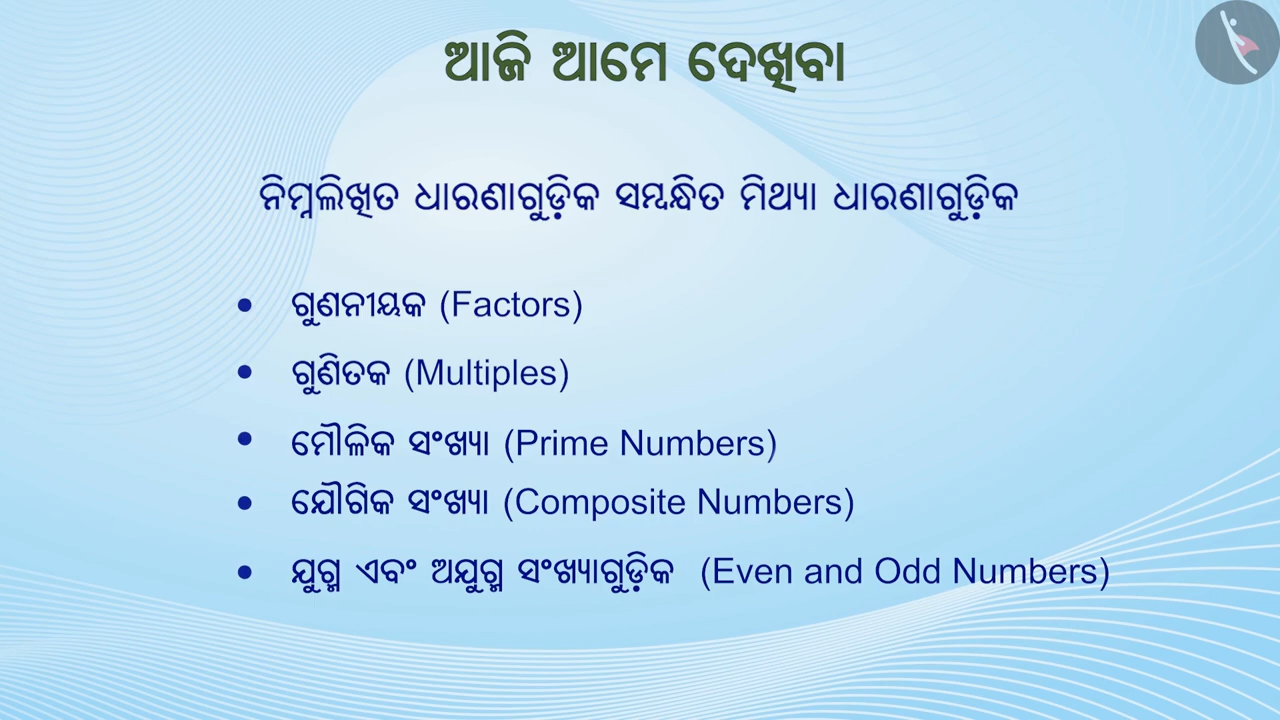 ଆଜି ଆମେ ଦେଖିବା
ନିମ୍ନଲିଖିତ ଧାରଣାଗୁଡ଼ିକ ସମ୍ବନ୍ଧିତ ମିଥ୍ୟା ଧାରଣାଗୁଡ଼ିକ
• ଗୁଣନୀୟକ (Factors)
• ଗୁଣିତକ (Multiples)
• ମୌଳିକ ସଂଖ୍ୟା (Prime Numbers)
• ଯୌଗିକ ସଂଖ୍ୟା (Composite Numbers)
• ଯୁଗ୍ମ ଏବଂ ଅଯୁଗ୍ମ ସଂଖ୍ୟାଗୁଡ଼ିକ (Even and Odd Numbers)